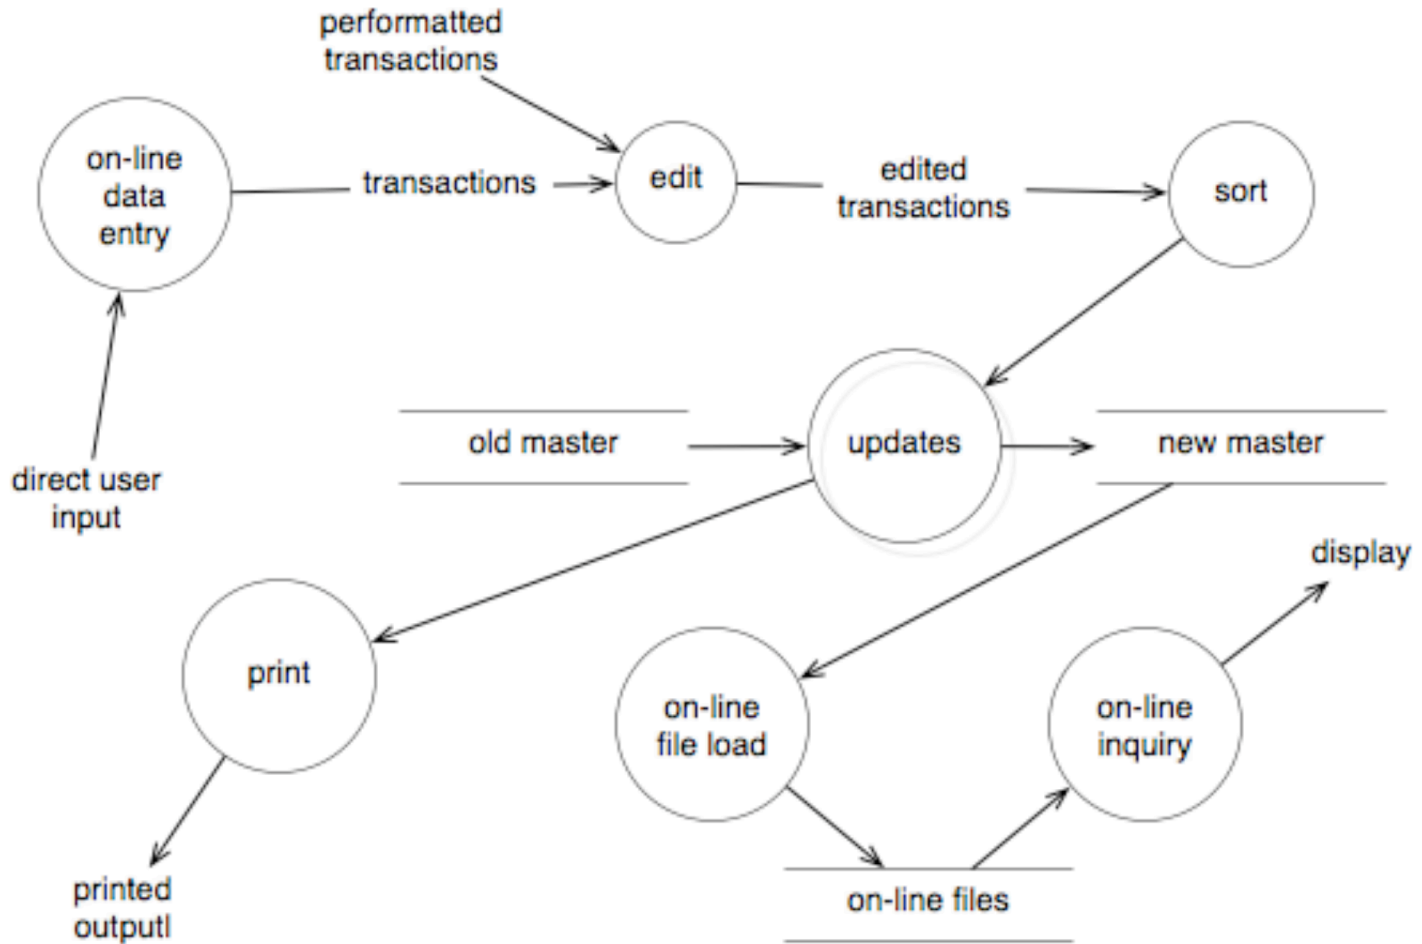 performatted
transactions
on-line
data
entry
transactions
edit
edited
transactions
sort
direct user
input
old master
updates
new master
display
print
on-line
file load
on-line
inquiry
printed
outputl
on-line files